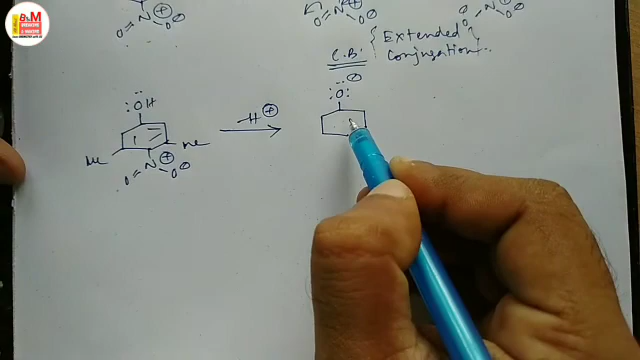 B&M
N ⊕
O O ⊖
N ⊕
⊖ O O ⊖
{ Extended }
Conjugation..
C.B.
⊖
:O:
:OH
-H ⊕
Me Me
N ⊕
O O ⊖